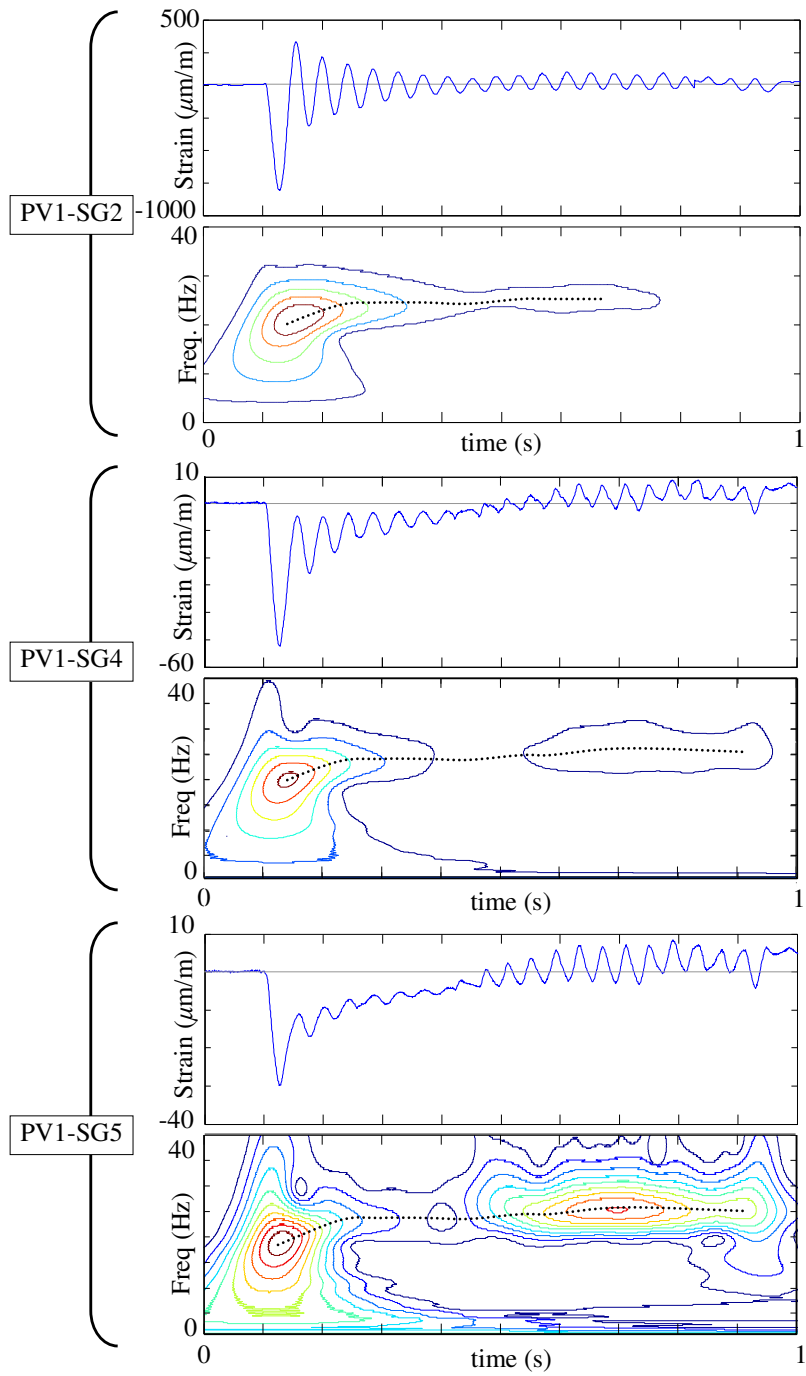 PV1-SG2
500
Strain (μm/m)
-1000
40
Freq. (Hz)
0
0
1
time (s)
PV1-SG4
10
Strain (μm/m)
-60
40
Freq (Hz)
0
0
1
time (s)
PV1-SG5
10
Strain (μm/m)
-40
40
Freq (Hz)
0
0
1
time (s)